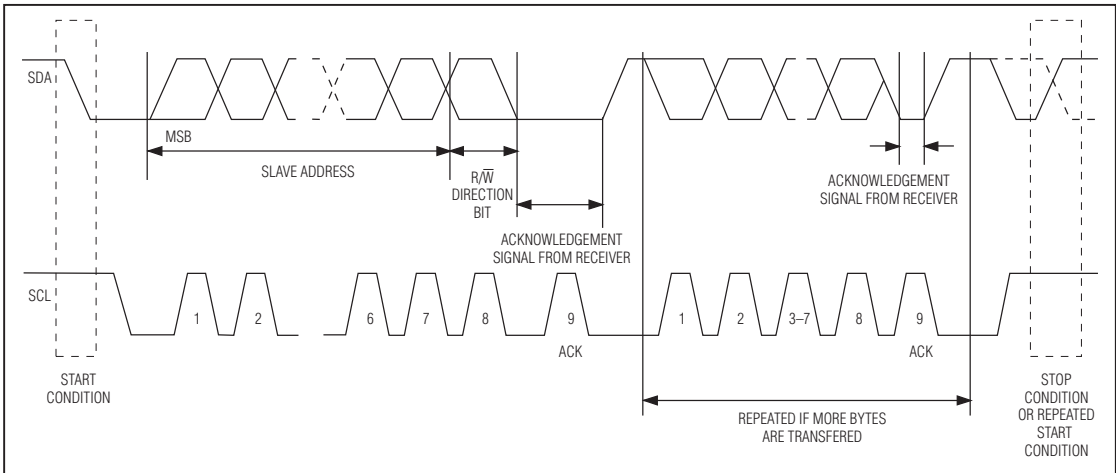 SDA
MSB
SLAVE ADDRESS
R/W̅
DIRECTION
BIT
ACKNOWLEDGEMENT
SIGNAL FROM RECEIVER
ACKNOWLEDGEMENT
SIGNAL FROM RECEIVER
SCL
1 2 6 7 8 9 1 2 3–7 8 9
ACK ACK
START
CONDITION
REPEATED IF MORE BYTES
ARE TRANSFERED
STOP
CONDITION
OR REPEATED
START
CONDITION